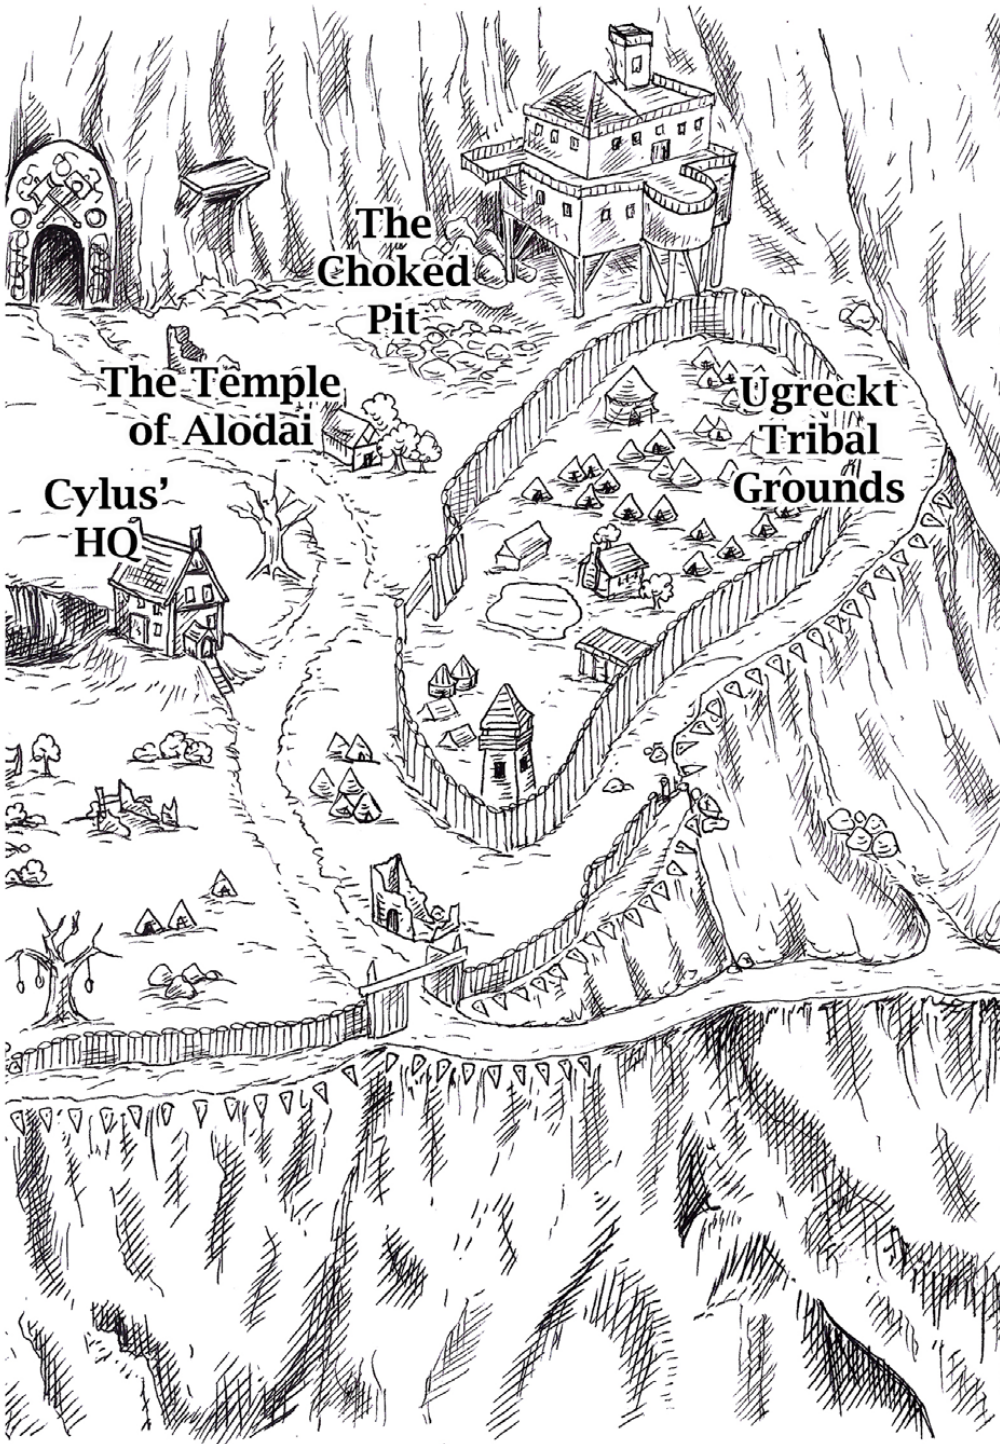 The
Choked
Pit
The Temple
of Alodai
Ugreckt
Tribal
Grounds
Cylus'
HQ